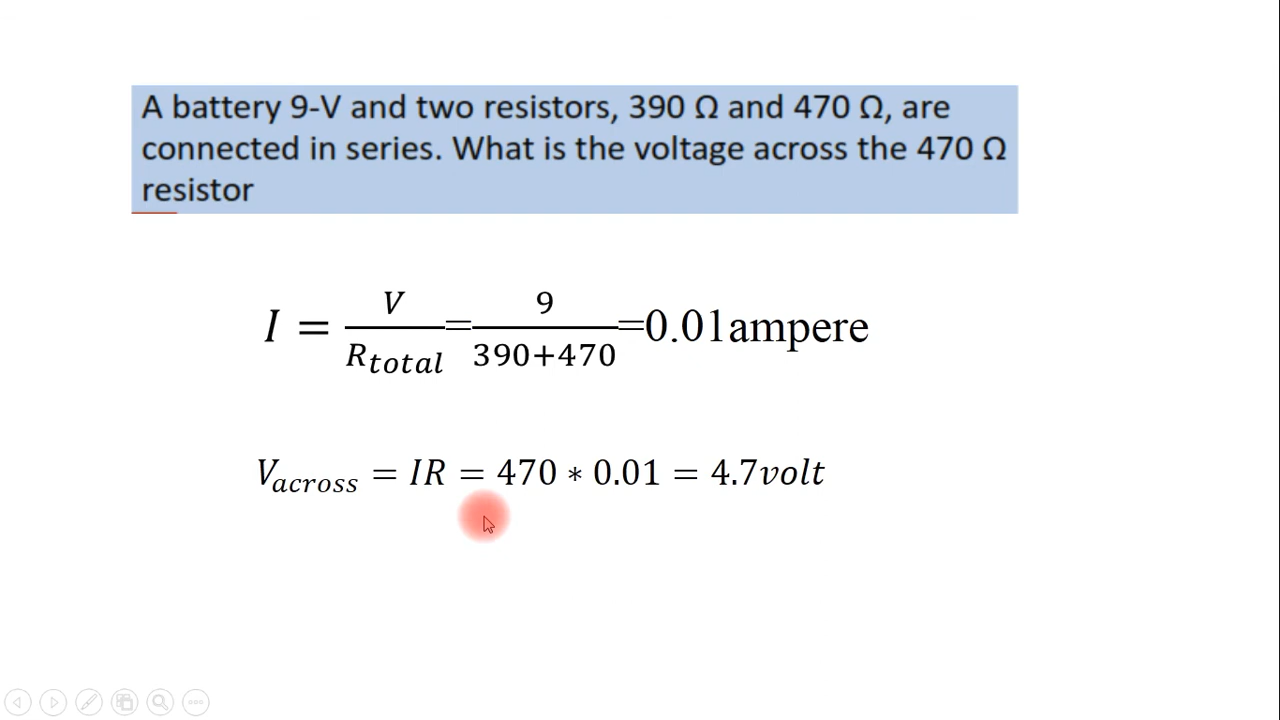 A battery 9-V and two resistors, 390 Ω and 470 Ω, are
connected in series. What is the voltage across the 470 Ω
resistor
I = V/R_total = 9/390+470 =0.01ampere
V_across = IR = 470 * 0.01 = 4.7volt